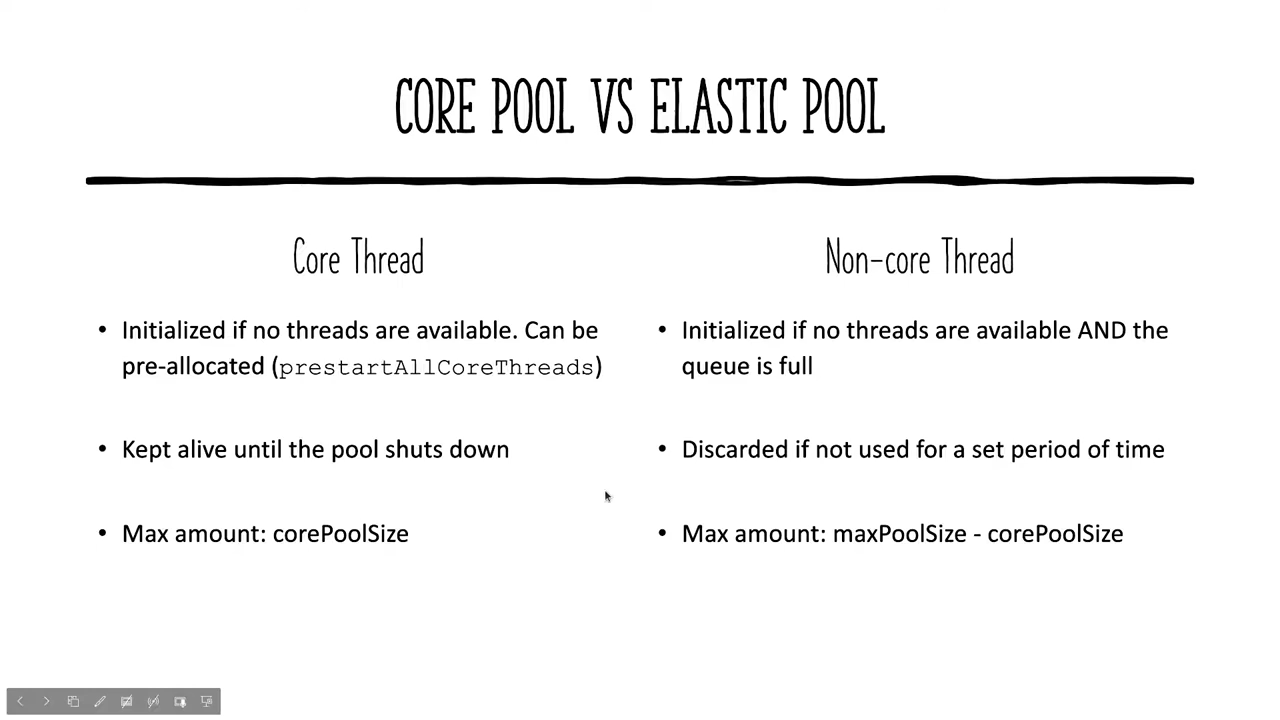 CORE POOL VS ELASTIC POOL
Core Thread
• Initialized if no threads are available. Can be
pre-allocated (prestartAllCoreThreads)
• Kept alive until the pool shuts down
• Max amount: corePoolSize
Non-core Thread
• Initialized if no threads are available AND the
queue is full
• Discarded if not used for a set period of time
• Max amount: maxPoolSize - corePoolSize